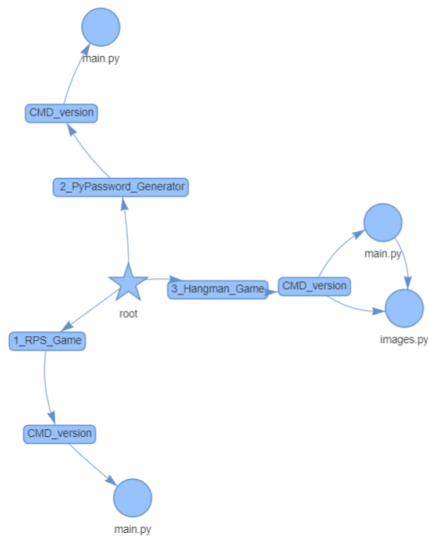 main.py
CMD_version
2_PyPassword_Generator
main.py
3_Hangman_Game
CMD_version
root
1_RPS_Game
images.py
CMD_version
main.py